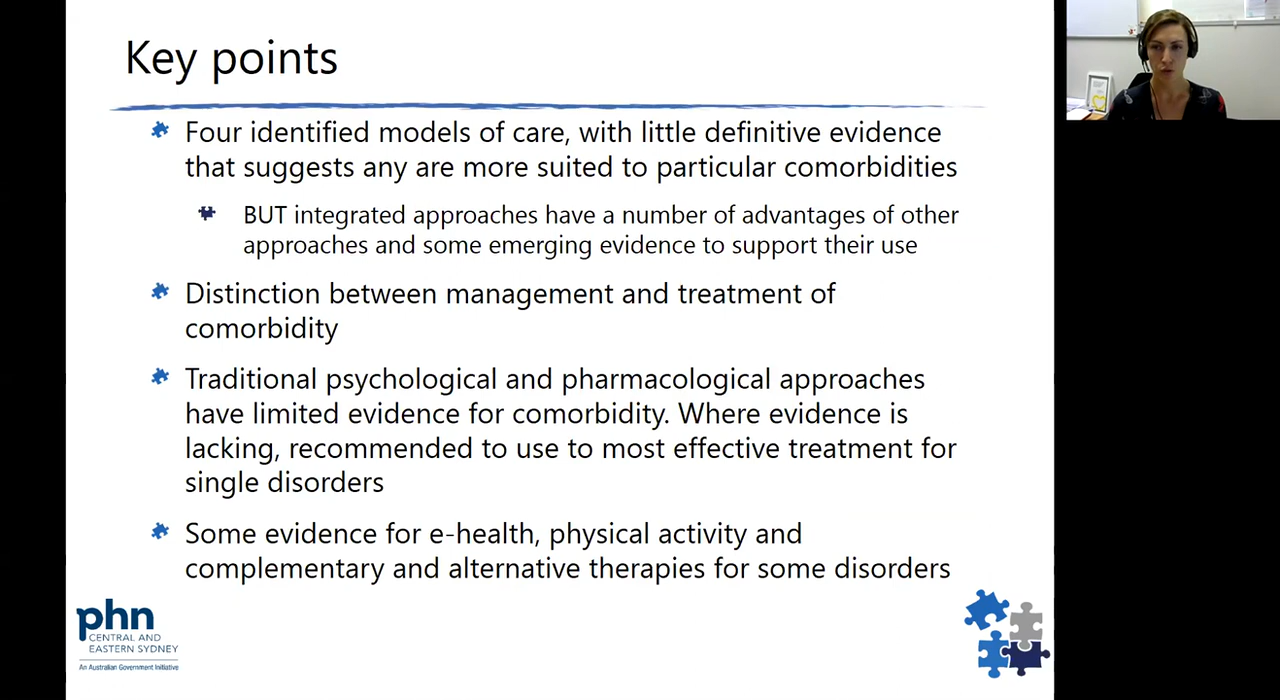 Key points
Four identified models of care, with little definitive evidence
that suggests any are more suited to particular comorbidities
BUT integrated approaches have a number of advantages of other
approaches and some emerging evidence to support their use
Distinction between management and treatment of
comorbidity
Traditional psychological and pharmacological approaches
have limited evidence for comorbidity. Where evidence is
lacking, recommended to use to most effective treatment for
single disorders
Some evidence for e-health, physical activity and
complementary and alternative therapies for some disorders
phn
CENTRAL AND
EASTERN SYDNEY
An Australian Government Initiative